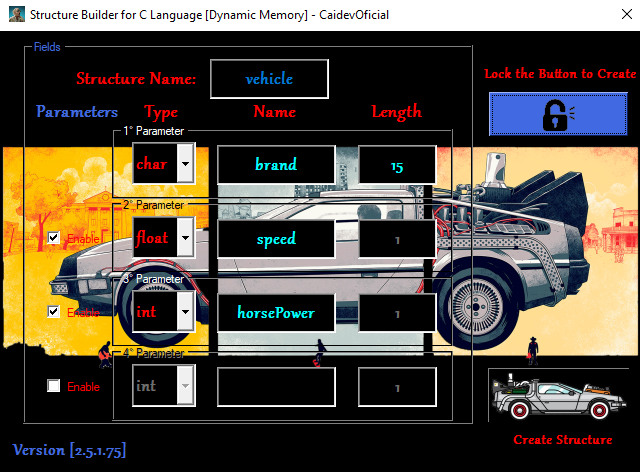 Structure Builder for C Language [Dynamic Memory] - CaidevOficial
Fields
Structure Name: vehicle
Lock the Button to Create
Parameters Type Name Length
1° Parameter
char brand 15
2° Parameter
Enable float speed 1
3° Parameter
Enable int horsePower 1
4° Parameter
Enable int 1
Create Structure
Version [2.5.1.75]